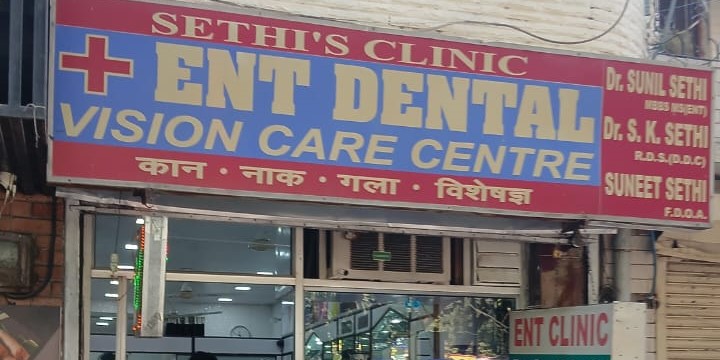 SETHI'S CLINIC
ENT DENTAL
VISION CARE CENTRE
कान · नाक · गला · विशेषज्ञ
Dr. SUNIL SETHI
MBBS MS(ENT)
Dr. S. K. SETHI
R.D.S.(D.D.C)
SUNEET SETHI
F.D.O.A.
ENT CLINIC